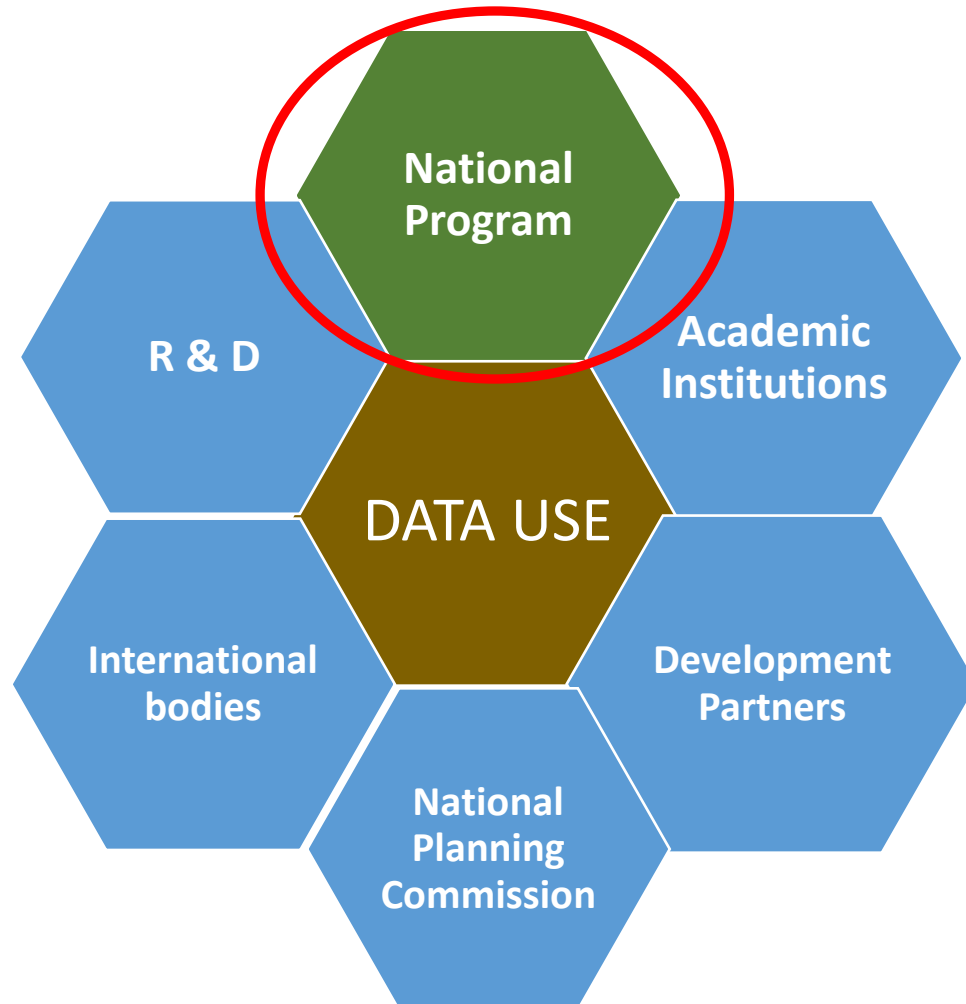 National
Program
R & D
Academic
Institutions
DATA USE
International
bodies
Development
Partners
National
Planning
Commission